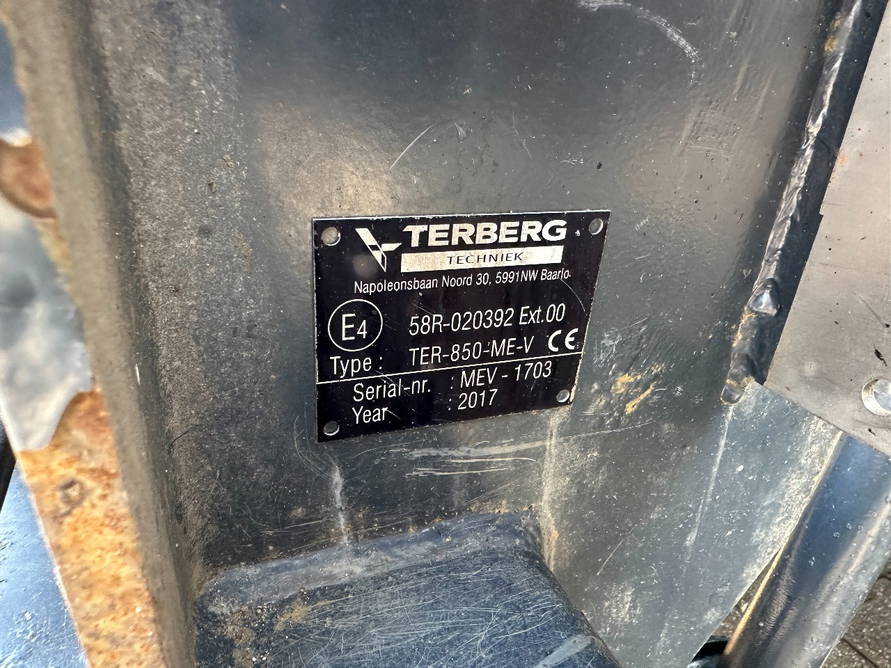 TERBERG
TECHNIEK
Napoleonsbaan Noord 30, 5991NW Baarlo
E4 58R-020392 Ext.00
Type : TER-850-ME-V CE
Serial-nr. : MEV - 1703
Year : 2017